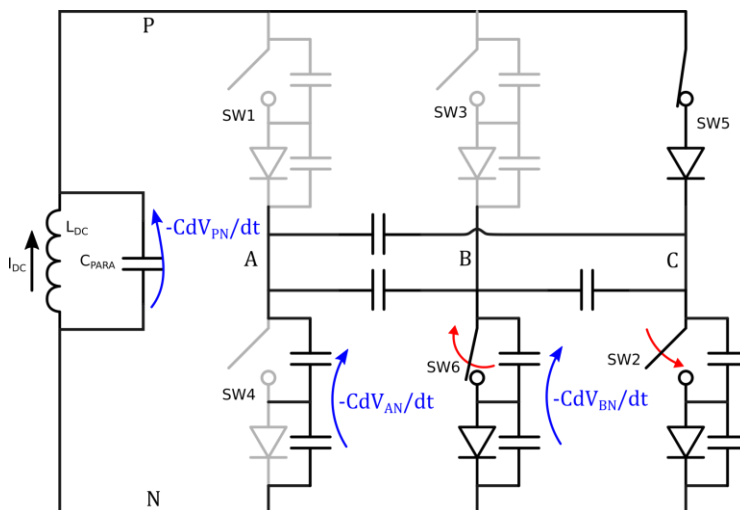 P
SW1
SW3
SW5
L_DC
-CdV_PN/dt
I_DC
C_PARA
A
B
C
SW4
-CdV_AN/dt
SW6
-CdV_BN/dt
SW2
N